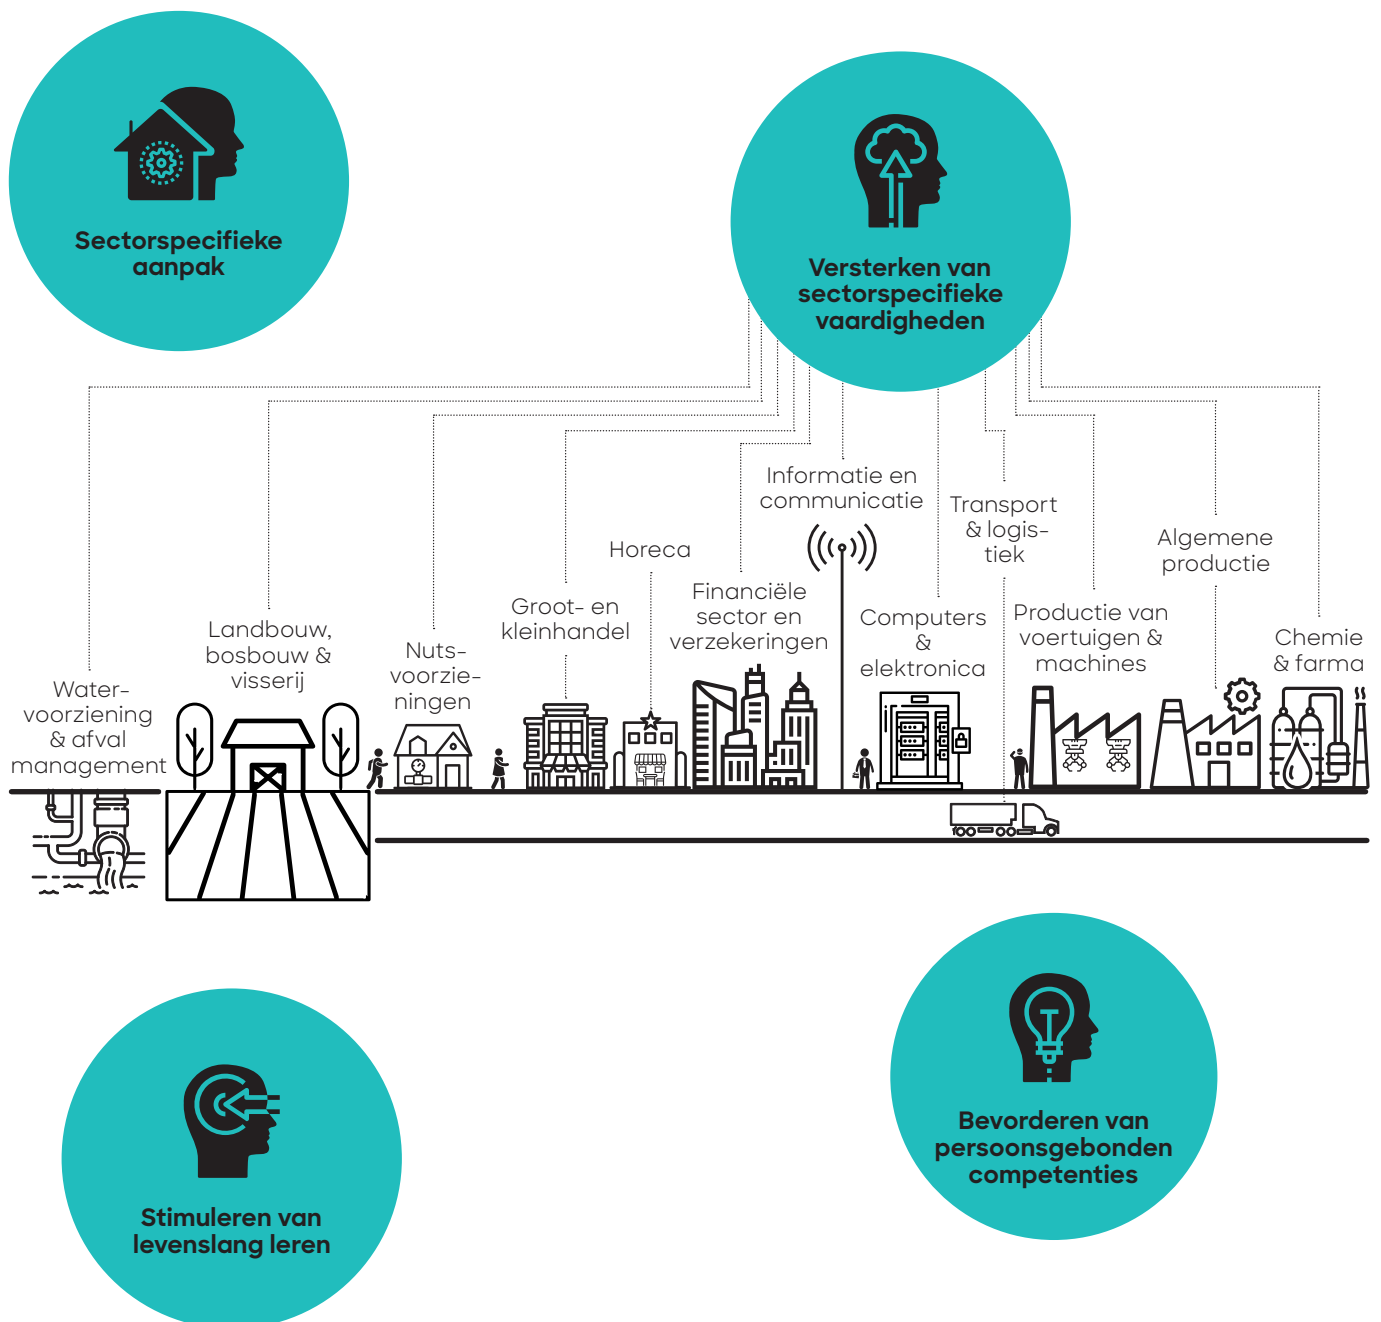 Sectorspecifieke
aanpak
Versterken van
sectorspecifieke
vaardigheden
Water-
voorziening
& afval
management
Landbouw,
bosbouw &
visserij
Nuts-
voorzie-
ningen
Groot- en
kleinhandel
Horeca
Financiële
sector en
verzekeringen
Informatie en
communicatie
Computers
&
elektronica
Transport
& logis-
tiek
Productie van
voertuigen &
machines
Algemene
productie
Chemie
& farma
Stimuleren van
levenslang leren
Bevorderen van
persoonsgebonden
competenties